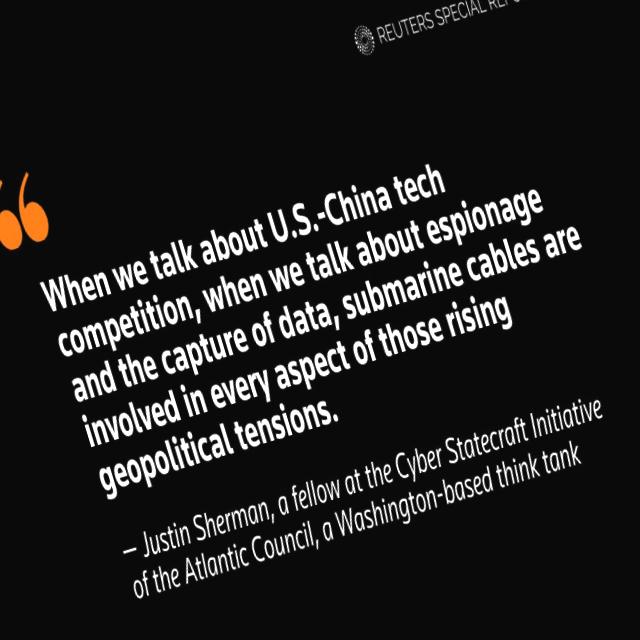 REUTERS SPECIAL
“
When we talk about U.S.-China tech
competition, when we talk about espionage
and the capture of data, submarine cables are
involved in every aspect of those rising
geopolitical tensions.
— Justin Sherman, a fellow at the Cyber Statecraft Initiative
of the Atlantic Council, a Washington-based think tank